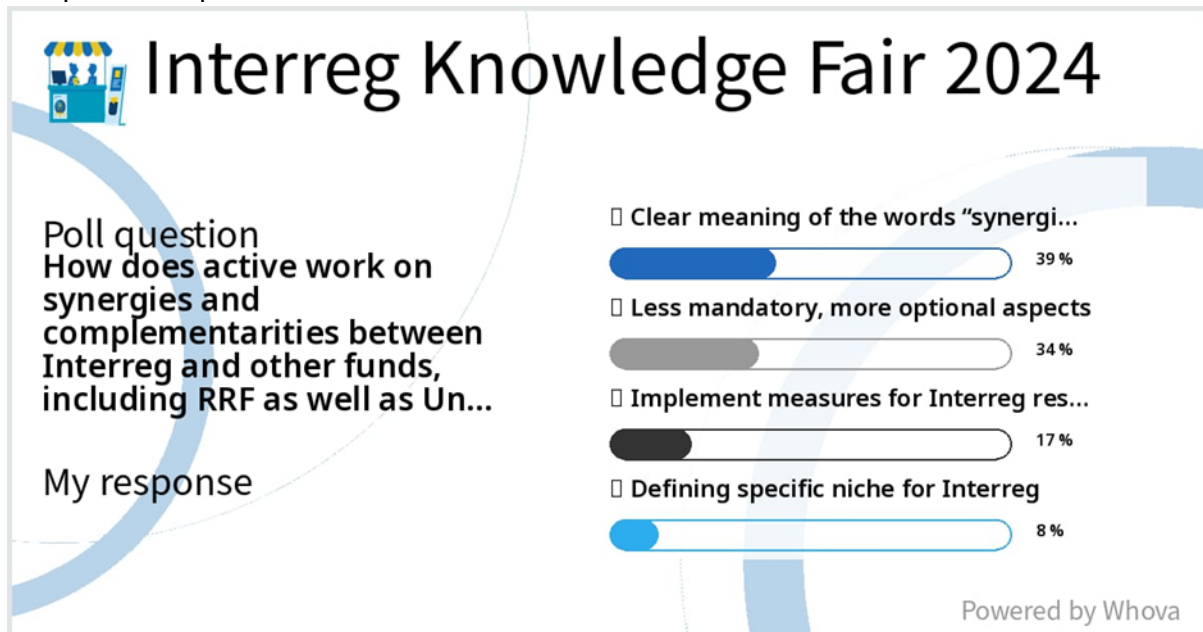 Interreg Knowledge Fair 2024
Poll question
How does active work on
synergies and
complementarities between
Interreg and other funds,
including RRF as well as Un...
My response
Clear meaning of the words “synergi...
39 %
Less mandatory, more optional aspects
34 %
Implement measures for Interreg res...
17 %
Defining specific niche for Interreg
8 %
Powered by Whova